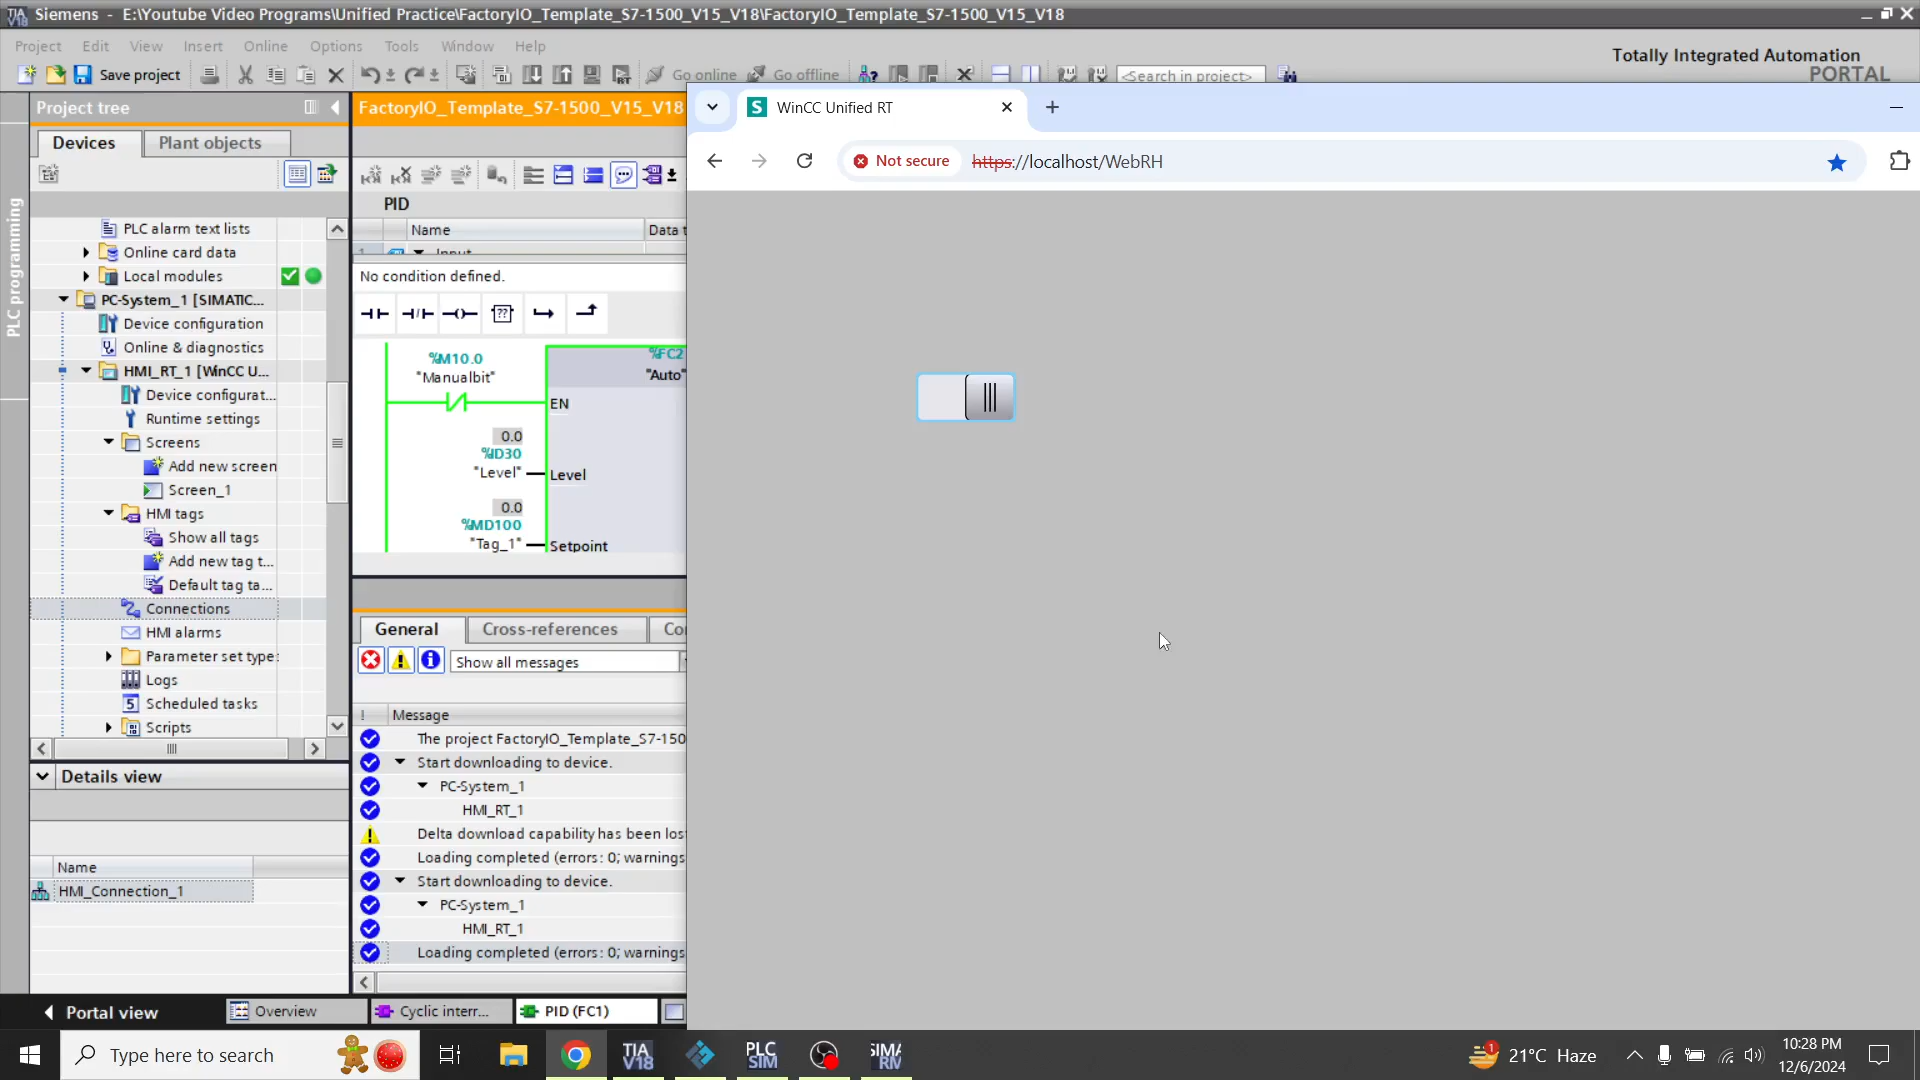 Siemens - E:\Youtube Video Programs\Unified Practice\FactoryIO_Template_S7-1500_V15_V18\FactoryIO_Template_S7-1500_V15_V18
Project Edit View Insert Online Options Tools Window Help
Totally Integrated Automation
PORTAL
Save project
Go online
Go offline
<Search in project>
Project tree
FactoryIO_Template_S7-1500_V15_V18
Devices
Plant objects
PLC programming
PLC alarm text lists
Online card data
Local modules
PC-System_1 [SIMATIC...
Device configuration
Online & diagnostics
HMI_RT_1 [WinCC U...
Device configurat...
Runtime settings
Screens
Add new screen
Screen_1
HMI tags
Show all tags
Add new tag t...
Default tag ta...
Connections
HMI alarms
Parameter set type
Logs
Scheduled tasks
Scripts
Details view
Name
HMI_Connection_1
PID
Name
Data t
1
Input
No condition defined.
%M10.0
"Manualbit"
%FC2
"Auto"
EN
0.0
%ID30
"Level"
Level
0.0
%MD100
"Tag_1"
Setpoint
General
Cross-references
Show all messages
! Message
The project FactoryIO_Template_S7-150
Start downloading to device.
PC-System_1
HMI_RT_1
Delta download capability has been los
Loading completed (errors: 0; warnings
Start downloading to device.
PC-System_1
HMI_RT_1
Loading completed (errors: 0; warnings
Portal view
Overview
Cyclic interr...
PID (FC1)
WinCC Unified RT
Not secure
https://localhost/WebRH
Type here to search
TIA V18
PLC SIM
21°C Haze
10:28 PM
12/6/2024